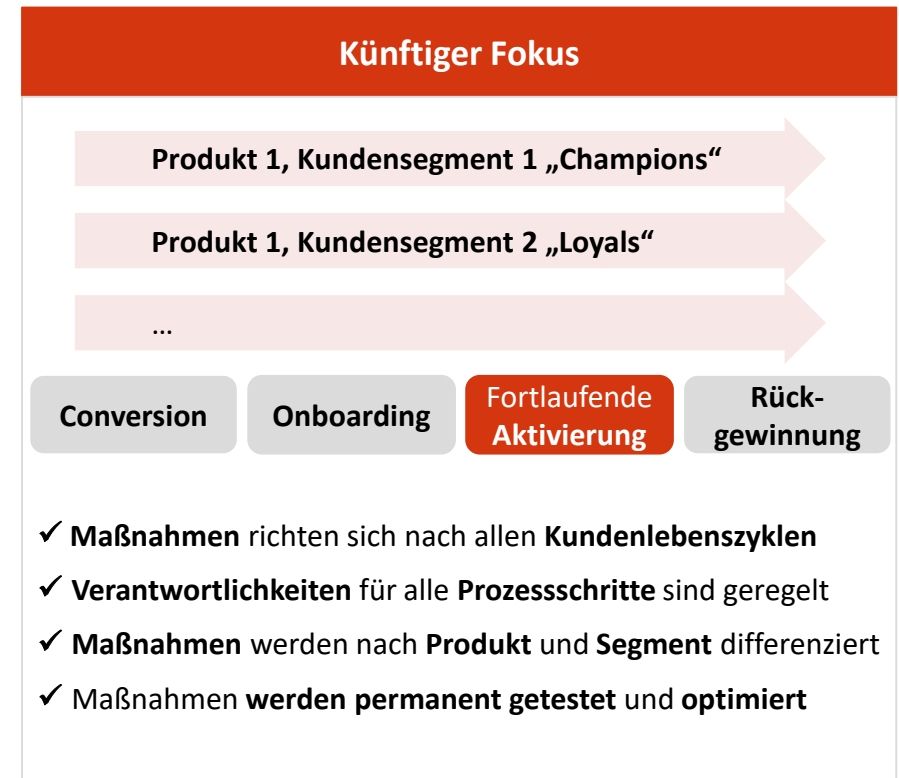 Künftiger Fokus
Produkt 1, Kundensegment 1 „Champions“
Produkt 1, Kundensegment 2 „Loyals“
...
Conversion
Onboarding
Fortlaufende
Aktivierung
Rück-
gewinnung
✓ Maßnahmen richten sich nach allen Kundenlebenszyklen
✓ Verantwortlichkeiten für alle Prozessschritte sind geregelt
✓ Maßnahmen werden nach Produkt und Segment differenziert
✓ Maßnahmen werden permanent getestet und optimiert